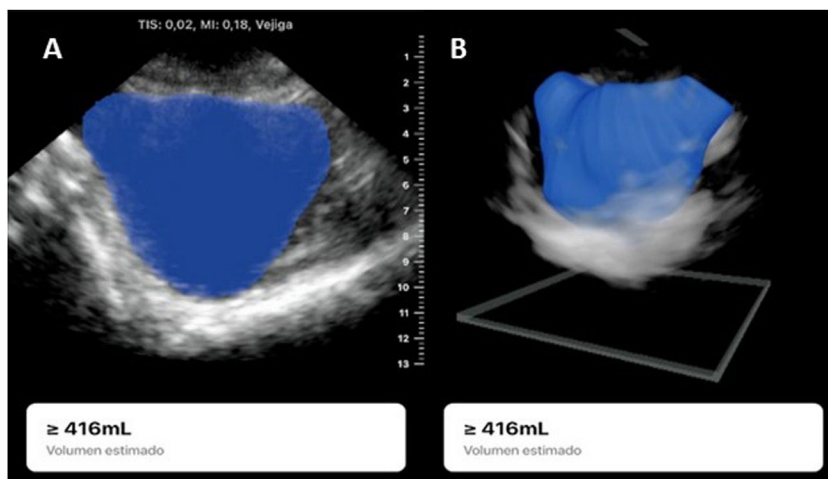 TIS: 0,02, MI: 0,18, Vejiga
A
B
1
2
3
4
5
6
7
8
9
10
11
12
13
≥ 416mL
Volumen estimado
≥ 416mL
Volumen estimado